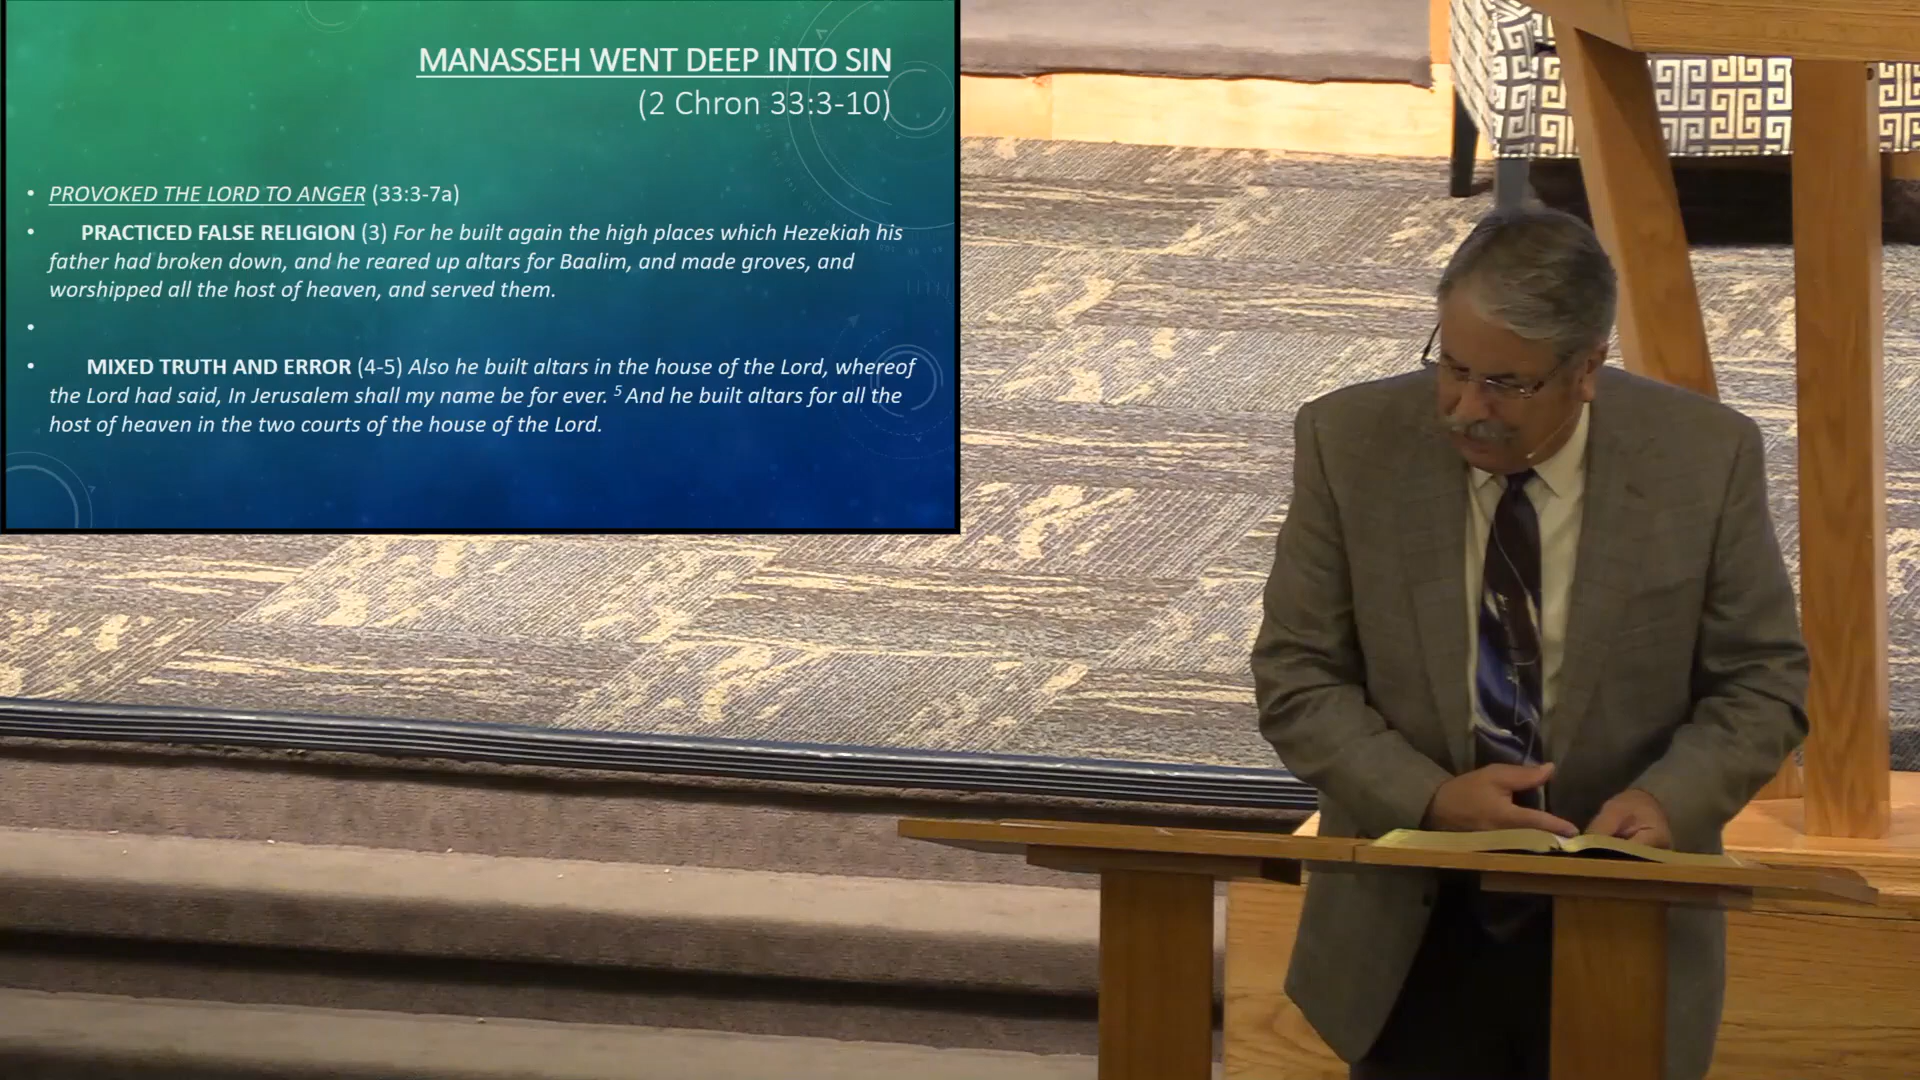 MANASSEH WENT DEEP INTO SIN
(2 Chron 33:3-10)
• PROVOKED THE LORD TO ANGER (33:3-7a)
• PRACTICED FALSE RELIGION (3) For he built again the high places which Hezekiah his
father had broken down, and he reared up altars for Baalim, and made groves, and
worshipped all the host of heaven, and served them.
•
• MIXED TRUTH AND ERROR (4-5) Also he built altars in the house of the Lord, whereof
the Lord had said, In Jerusalem shall my name be for ever. 5 And he built altars for all the
host of heaven in the two courts of the house of the Lord.